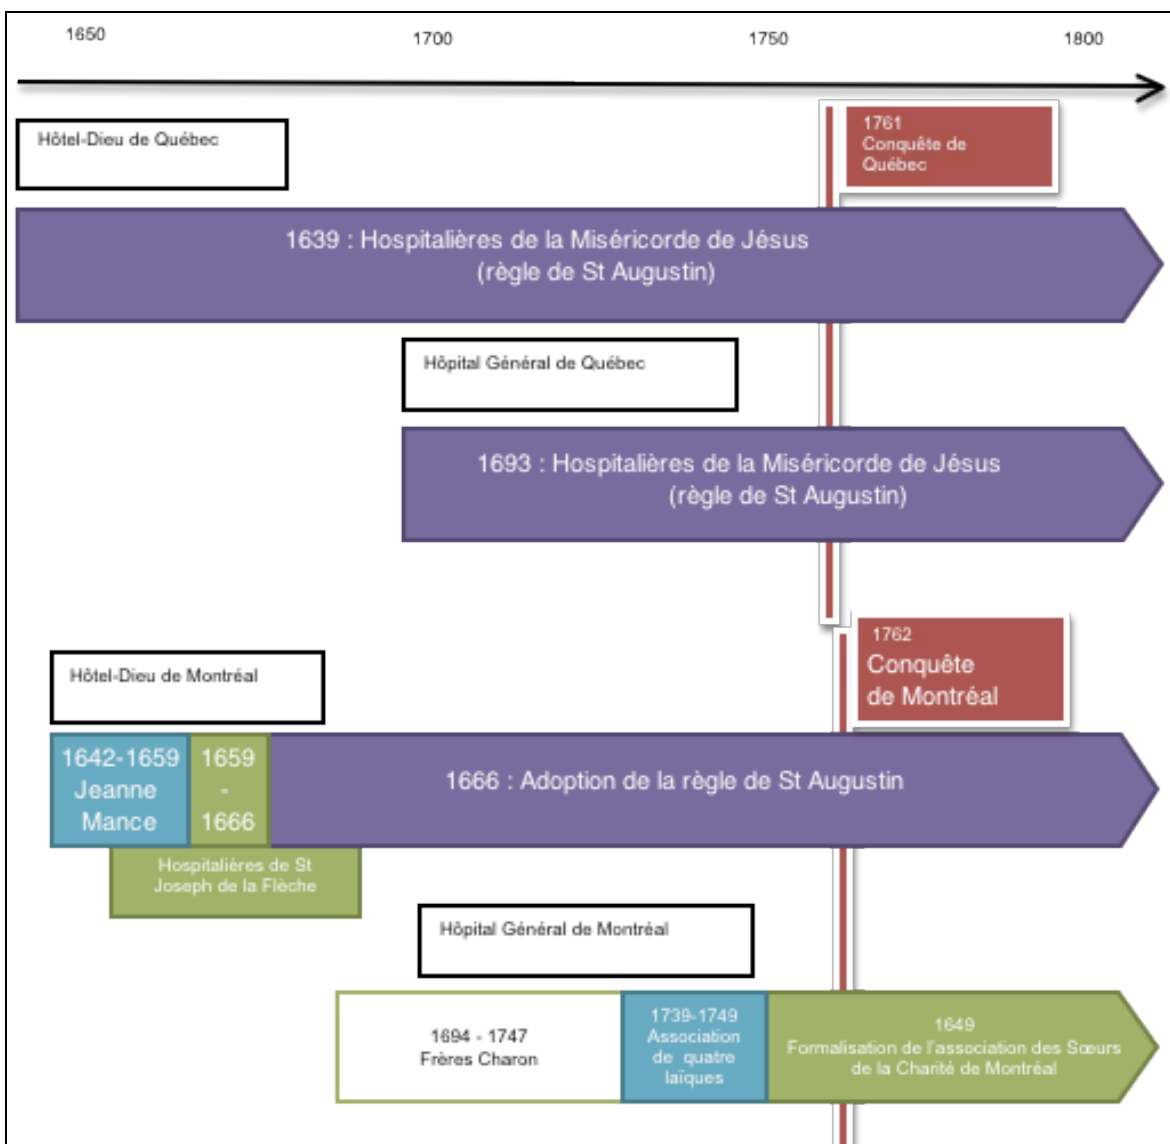 1650
1700
1750
1800
Hôtel-Dieu de Québec
1761
Conquête de
Québec
1639 : Hospitalières de la Miséricorde de Jésus
(règle de St Augustin)
Hôpital Général de Québec
1693 : Hospitalières de la Miséricorde de Jésus
(règle de St Augustin)
1762
Conquête
de Montréal
Hôtel-Dieu de Montréal
1642-1659
Jeanne
Mance
1659
-
1666
1666 : Adoption de la règle de St Augustin
Hospitalières de St
Joseph de la Flèche
Hôpital Général de Montréal
1694 - 1747
Frères Charon
1739-1749
Association
de quatre
laïques
1649
Formalisation de l'association des Sœurs
de la Charité de Montréal